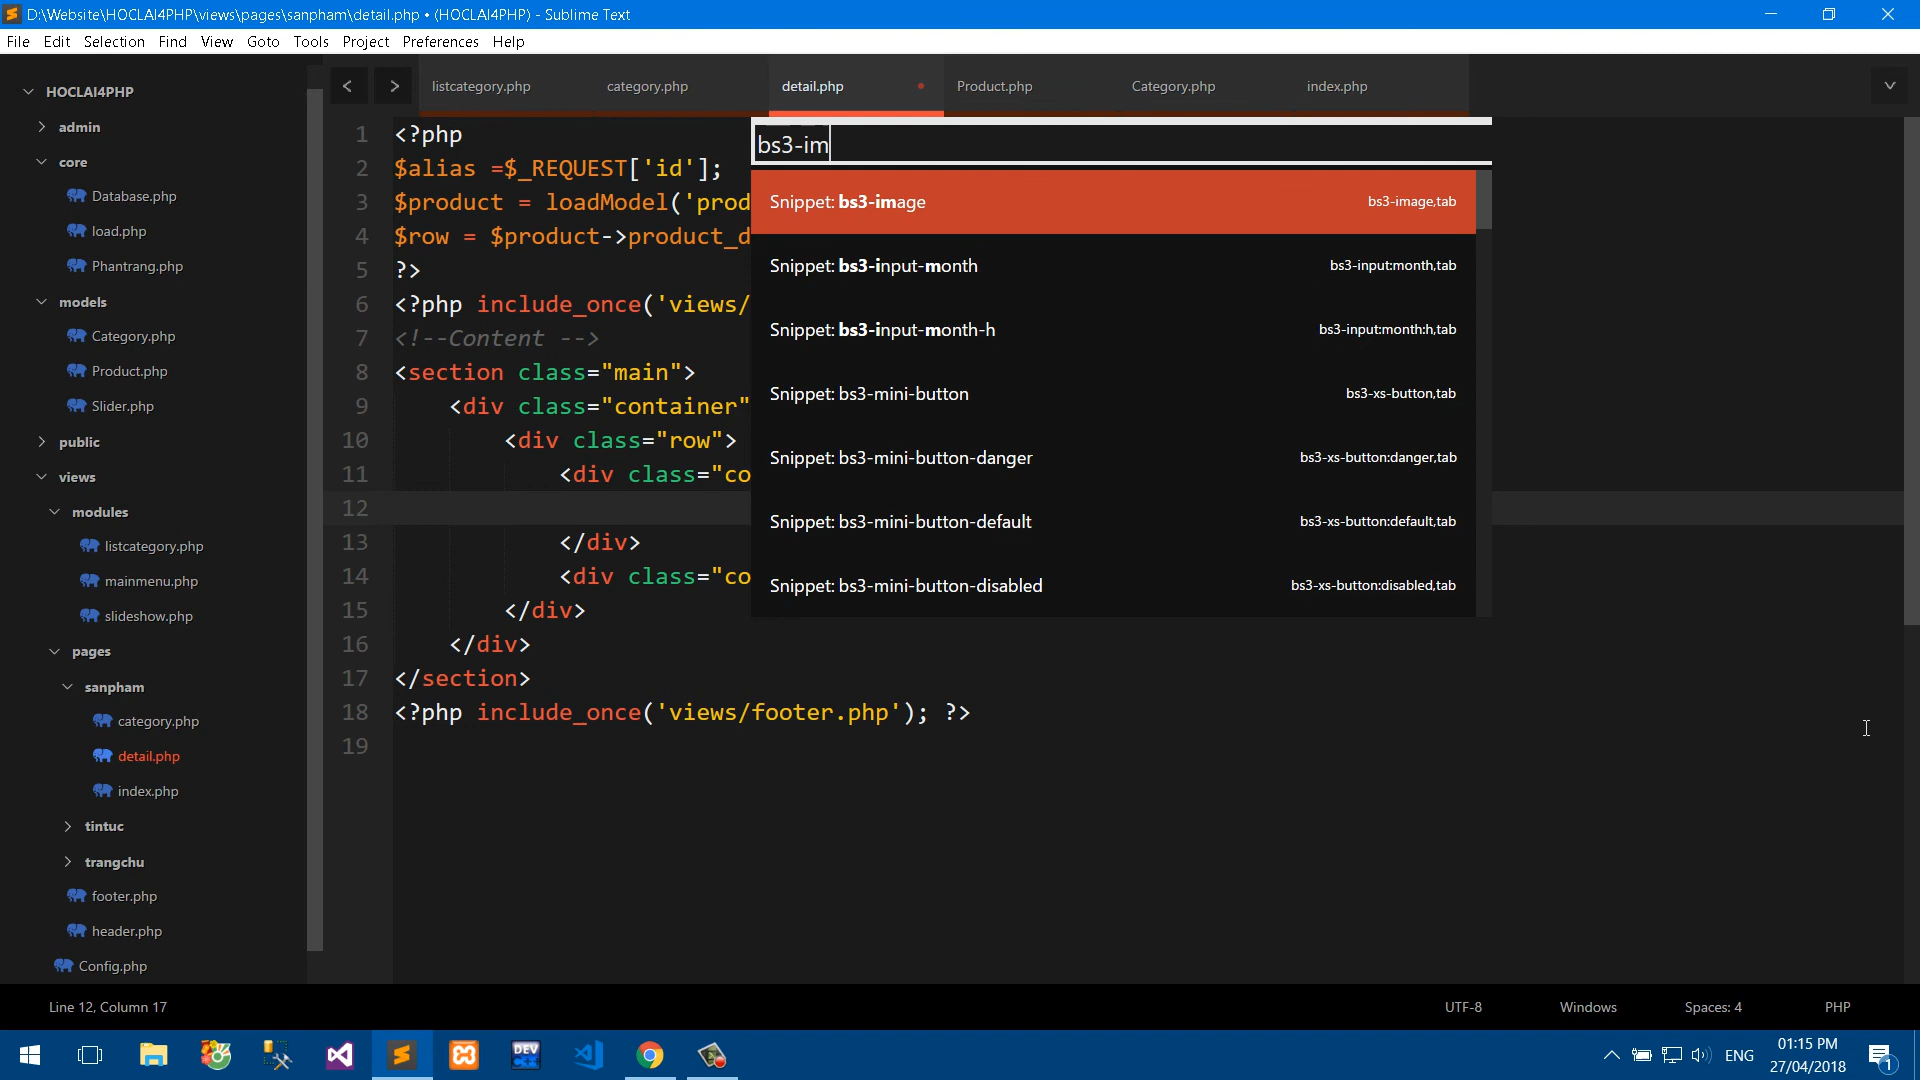 D:\Website\HOCLAI4PHP\views\pages\sanpham\detail.php • (HOCLAI4PHP) - Sublime Text
File Edit Selection Find View Goto Tools Project Preferences Help
HOCLAI4PHP
admin
core
Database.php
load.php
Phantrang.php
models
Category.php
Product.php
Slider.php
public
views
modules
listcategory.php
mainmenu.php
slideshow.php
pages
sanpham
category.php
detail.php
index.php
tintuc
trangchu
footer.php
header.php
Config.php
listcategory.php category.php detail.php Product.php Category.php index.php
1 <?php
2 $alias =$_REQUEST['id'];
3 $product = loadModel('prod
4 $row = $product->product_d
5 ?>
6 <?php include_once('views/
7 <!--Content -->
8 <section class="main">
9 <div class="container"
10 <div class="row">
11 <div class="co
12
13 </div>
14 <div class="co
15 </div>
16 </div>
17 </section>
18 <?php include_once('views/footer.php'); ?>
19
bs3-im
Snippet: bs3-image bs3-image,tab
Snippet: bs3-input-month bs3-input:month,tab
Snippet: bs3-input-month-h bs3-input:month:h,tab
Snippet: bs3-mini-button bs3-xs-button,tab
Snippet: bs3-mini-button-danger bs3-xs-button:danger,tab
Snippet: bs3-mini-button-default bs3-xs-button:default,tab
Snippet: bs3-mini-button-disabled bs3-xs-button:disabled,tab
Line 12, Column 17 UTF-8 Windows Spaces: 4 PHP
DEV
ENG
01:15 PM
27/04/2018
1